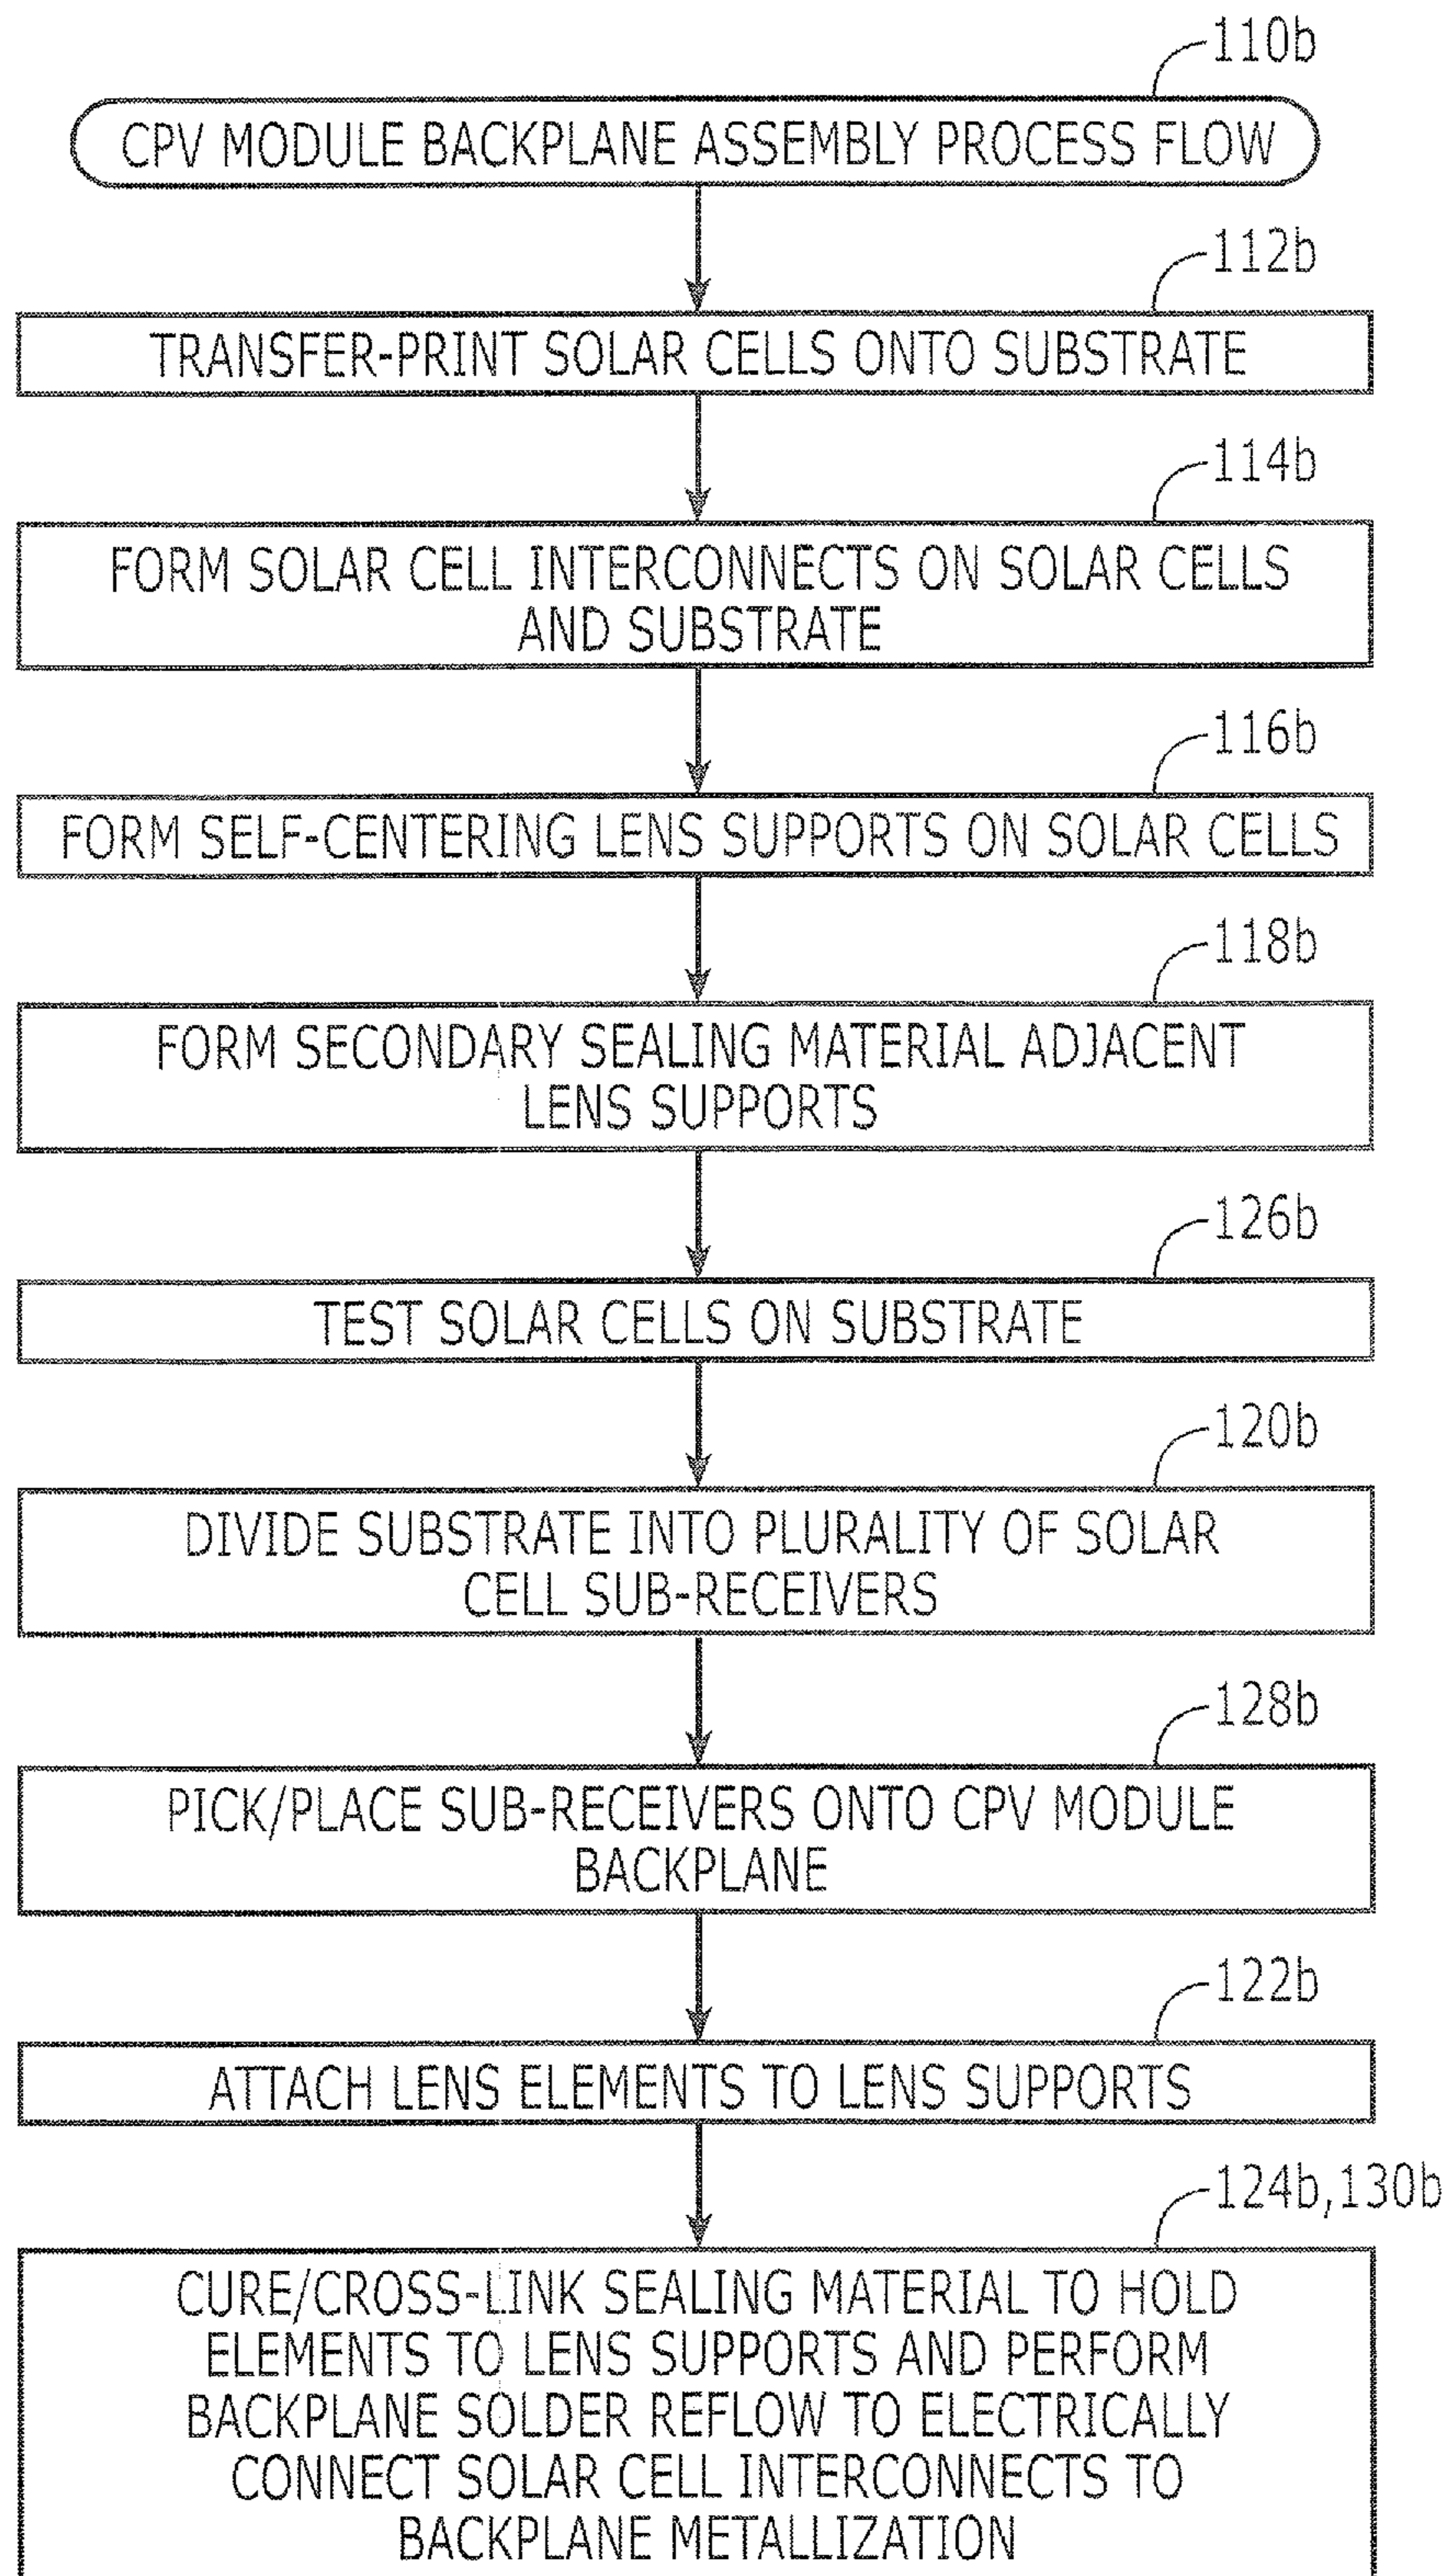 110b
CPV MODULE BACKPLANE ASSEMBLY PROCESS FLOW
112b
TRANSFER-PRINT SOLAR CELLS ONTO SUBSTRATE
114b
FORM SOLAR CELL INTERCONNECTS ON SOLAR CELLS
AND SUBSTRATE
116b
FORM SELF-CENTERING LENS SUPPORTS ON SOLAR CELLS
118b
FORM SECONDARY SEALING MATERIAL ADJACENT
LENS SUPPORTS
126b
TEST SOLAR CELLS ON SUBSTRATE
120b
DIVIDE SUBSTRATE INTO PLURALITY OF SOLAR
CELL SUB-RECEIVERS
128b
PICK/PLACE SUB-RECEIVERS ONTO CPV MODULE
BACKPLANE
122b
ATTACH LENS ELEMENTS TO LENS SUPPORTS
124b,130b
CURE/CROSS-LINK SEALING MATERIAL TO HOLD
ELEMENTS TO LENS SUPPORTS AND PERFORM
BACKPLANE SOLDER REFLOW TO ELECTRICALLY
CONNECT SOLAR CELL INTERCONNECTS TO
BACKPLANE METALLIZATION